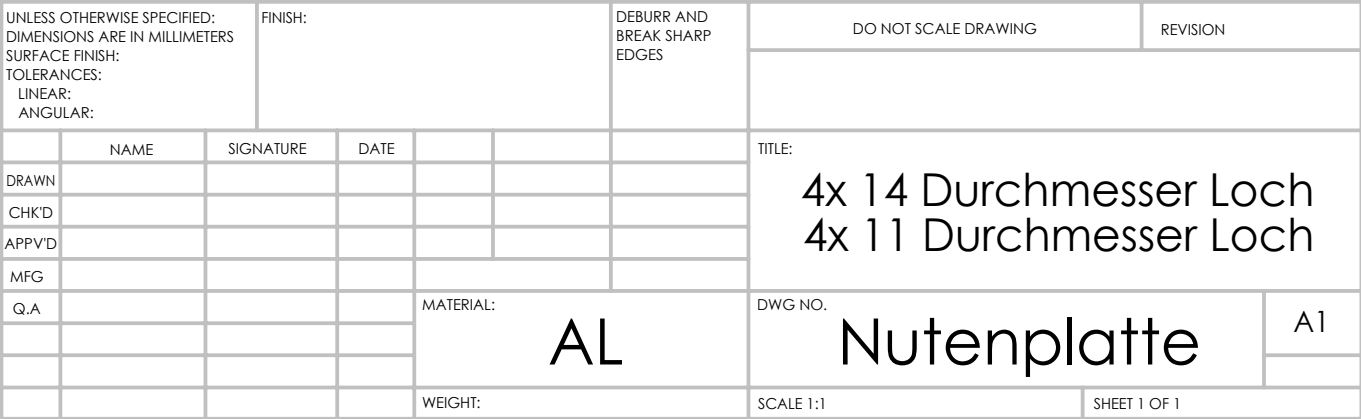 UNLESS OTHERWISE SPECIFIED:
DIMENSIONS ARE IN MILLIMETERS
SURFACE FINISH:
TOLERANCES:
LINEAR:
ANGULAR:
FINISH:
DEBURR AND
BREAK SHARP
EDGES
DO NOT SCALE DRAWING
REVISION
NAME
SIGNATURE
DATE
DRAWN
CHK'D
APPV'D
MFG
Q.A
TITLE:
4x 14 Durchmesser Loch
4x 11 Durchmesser Loch
MATERIAL:
AL
DWG NO.
Nutenplatte
A1
WEIGHT:
SCALE 1:1
SHEET 1 OF 1